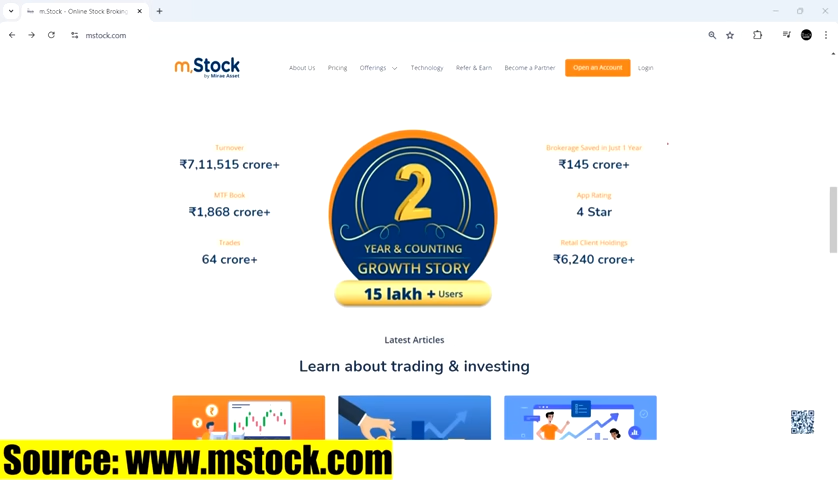 m.Stock - Online Stock Broking
mstock.com
m.Stock
by Mirae Asset
About Us
Pricing
Offerings
Technology
Refer & Earn
Become a Partner
Open an Account
Login
Turnover
₹7,11,515 crore+
MTF Book
₹1,868 crore+
Trades
64 crore+
2
YEAR & COUNTING
GROWTH STORY
15 lakh + Users
Brokerage Saved in Just 1 Year
₹145 crore+
App Rating
4 Star
Retail Client Holdings
₹6,240 crore+
Latest Articles
Learn about trading & investing
Source: www.mstock.com